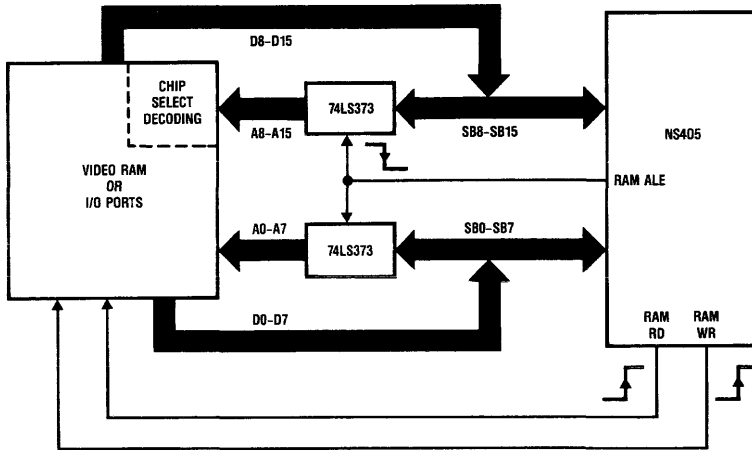 D8–D15
CHIP
SELECT
DECODING
74LS373
A8–A15
SB8–SB15
NS405
VIDEO RAM
OR
I/O PORTS
RAM ALE
A0–A7
74LS373
SB0–SB7
D0–D7
RAM
RD
RAM
WR